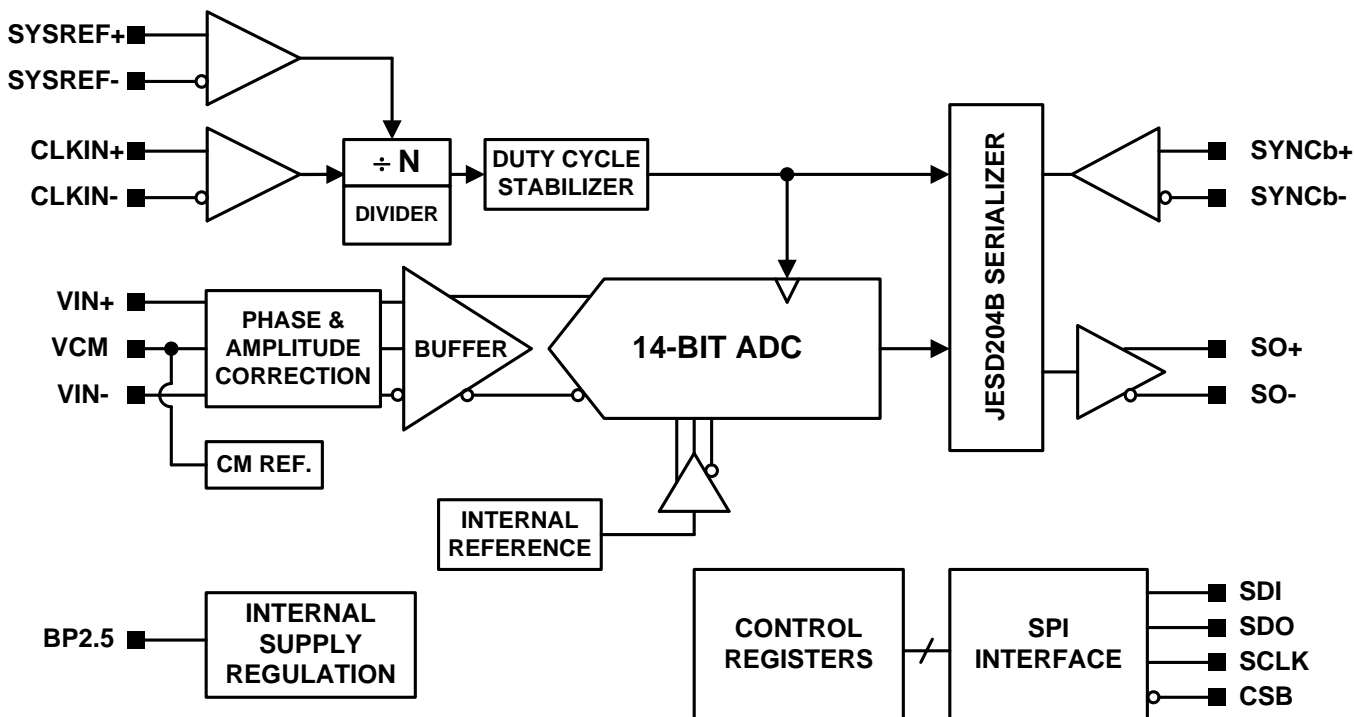 SYSREF+
SYSREF-
CLKIN+
CLKIN-
÷ N
DIVIDER
DUTY CYCLE
STABILIZER
JESD204B SERIALIZER
SYNCb+
SYNCb-
VIN+
VCM
VIN-
PHASE &
AMPLITUDE
CORRECTION
BUFFER
14-BIT ADC
SO+
SO-
CM REF.
INTERNAL
REFERENCE
BP2.5
INTERNAL
SUPPLY
REGULATION
CONTROL
REGISTERS
SPI
INTERFACE
SDI
SDO
SCLK
CSB